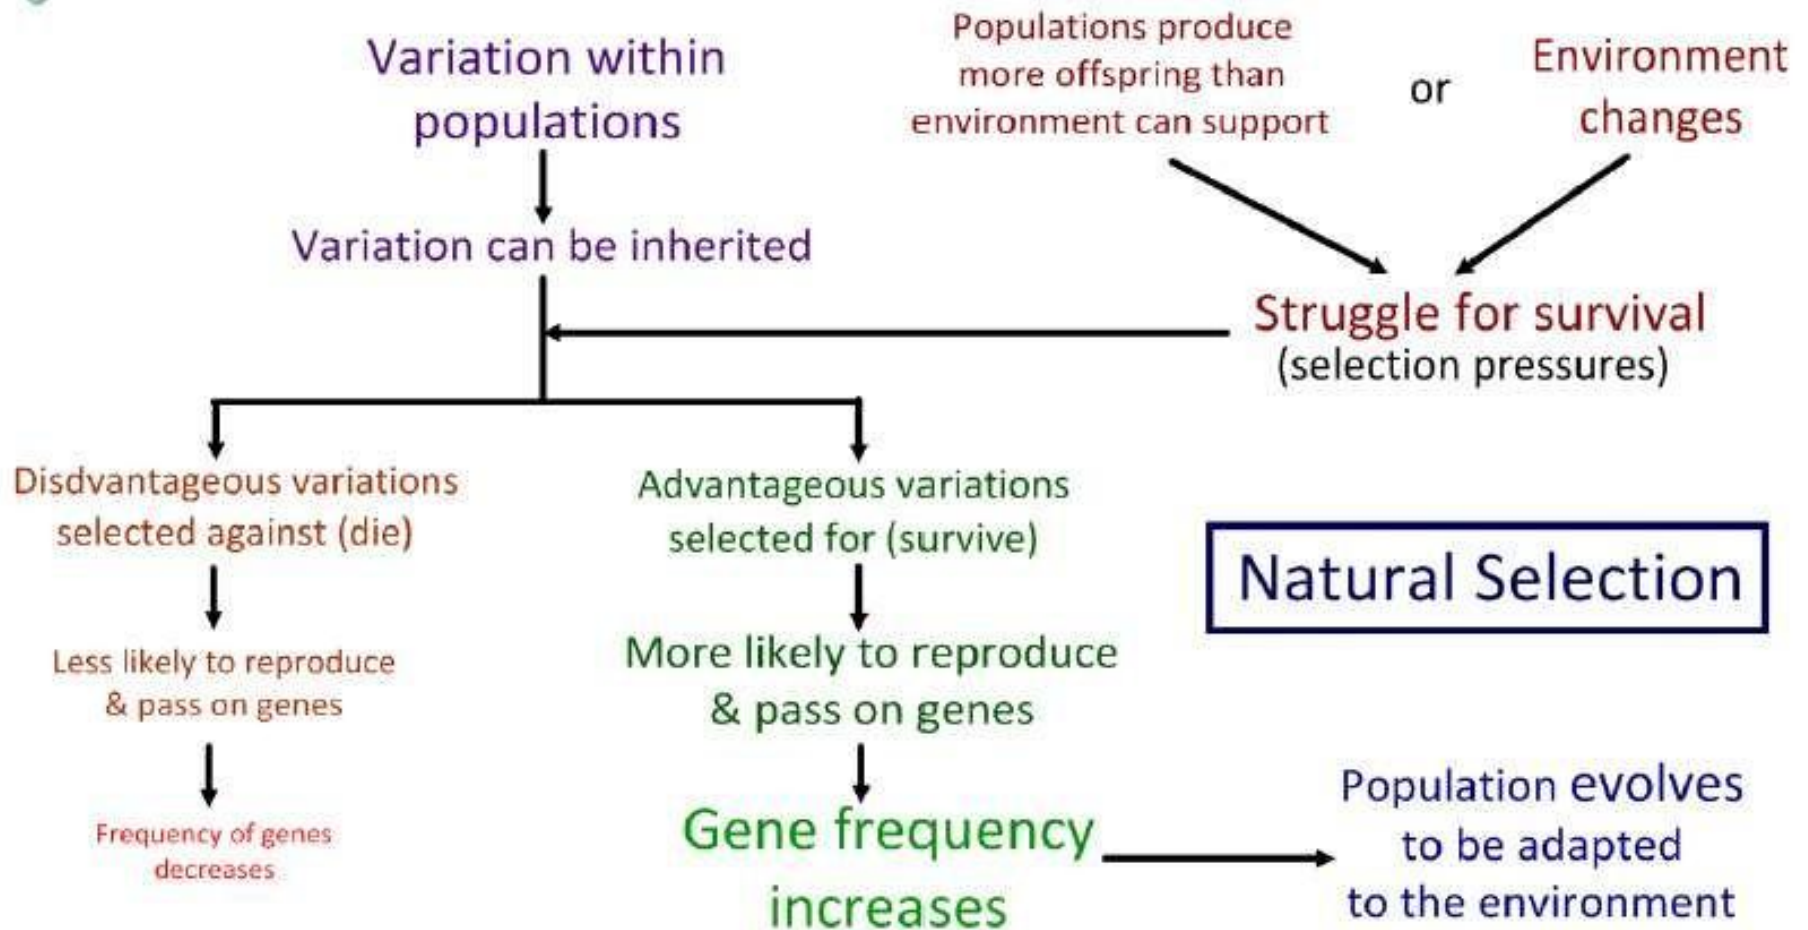 Variation within
populations
Populations produce
more offspring than
environment can support
or
Environment
changes
Variation can be inherited
Struggle for survival
(selection pressures)
Disdvantageous variations
selected against (die)
Advantageous variations
selected for (survive)
Natural Selection
Less likely to reproduce
& pass on genes
More likely to reproduce
& pass on genes
Frequency of genes
decreases
Gene frequency
increases
Population evolves
to be adapted
to the environment